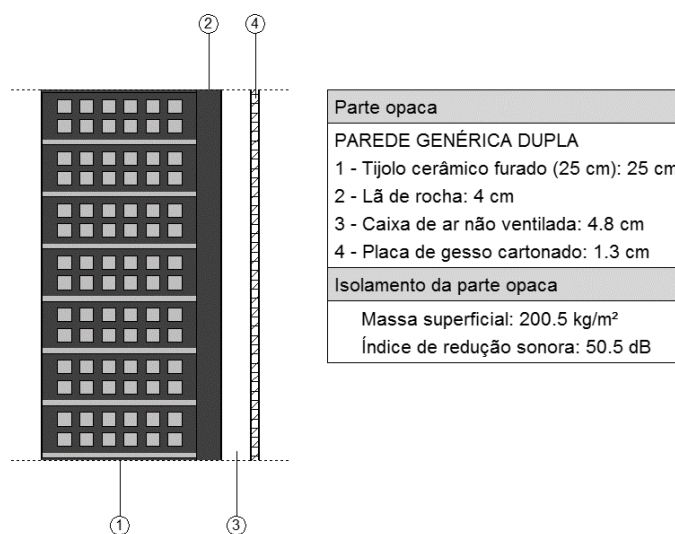 2
4
Parte opaca
PAREDE GENÉRICA DUPLA
1 - Tijolo cerâmico furado (25 cm): 25 cm
2 - Lã de rocha: 4 cm
3 - Caixa de ar não ventilada: 4.8 cm
4 - Placa de gesso cartonado: 1.3 cm
Isolamento da parte opaca
Massa superficial: 200.5 kg/m²
Índice de redução sonora: 50.5 dB
1
3